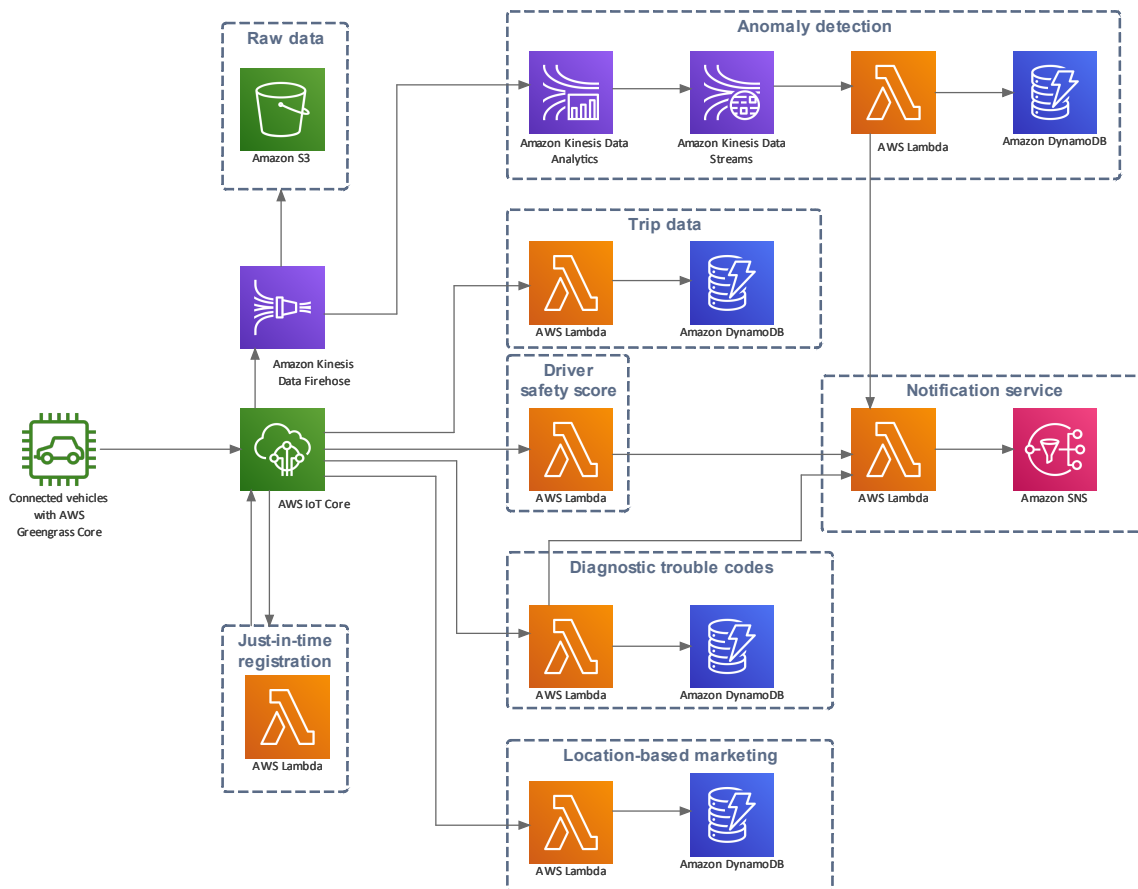 Raw data
Amazon S3
Anomaly detection
Amazon Kinesis Data
Analytics
Amazon Kinesis Data
Streams
AWS Lambda
Amazon DynamoDB
Trip data
AWS Lambda
Amazon DynamoDB
Amazon Kinesis
Data Firehose
Driver
safety score
AWS Lambda
Notification service
AWS Lambda
Amazon SNS
Connected vehicles
with AWS
Greengrass Core
AWS IoT Core
Diagnostic trouble codes
AWS Lambda
Amazon DynamoDB
Just-in-time
registration
AWS Lambda
Location-based marketing
AWS Lambda
Amazon DynamoDB